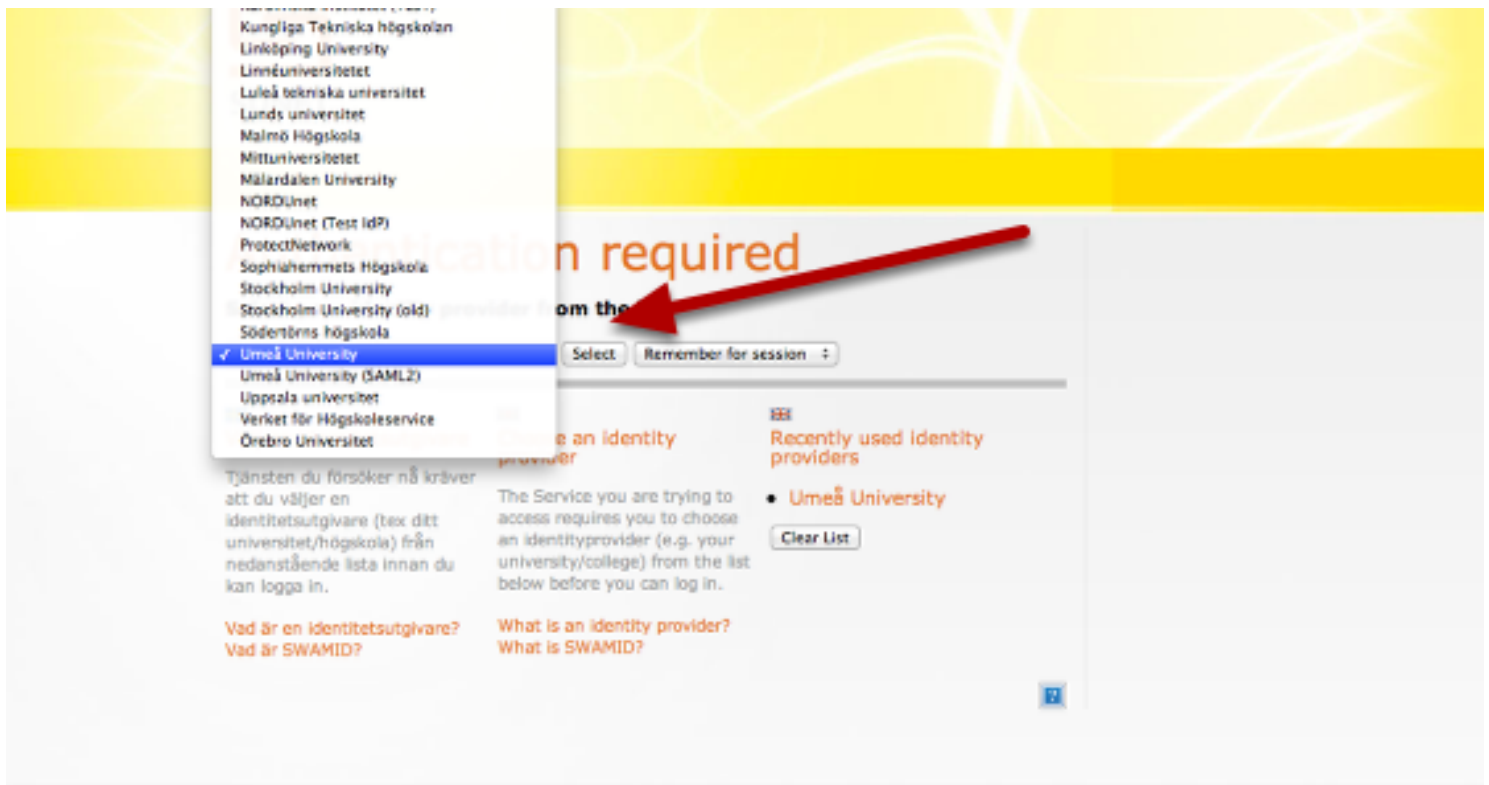 Kungliga Tekniska högskolan
Linköping University
Linnéuniversitetet
Luleå tekniska universitet
Lunds universitet
Malmö Högskola
Mittuniversitetet
Mälardalen University
NORDUnet
NORDUnet (Test IdP)
ProtectNetwork
Sophiahemmets Högskola
Stockholm University
Stockholm University (old)
Södertörns högskola
✓ Umeå University
Umeå University (SAML2)
Uppsala universitet
Verket för Högskoleservice
Örebro Universitet
required
provider from the
Select Remember for session
Tjänsten du försöker nå kräver
att du väljer en
identitetsutgivare (tex ditt
universitet/högskola) från
nedanstående lista innan du
kan logga in.
Vad är en identitetsutgivare?
Vad är SWAMID?
an identity
provider
The Service you are trying to
access requires you to choose
an identityprovider (e.g. your
university/college) from the list
below before you can log in.
What is an identity provider?
What is SWAMID?
Recently used identity
providers
• Umeå University
Clear List
?